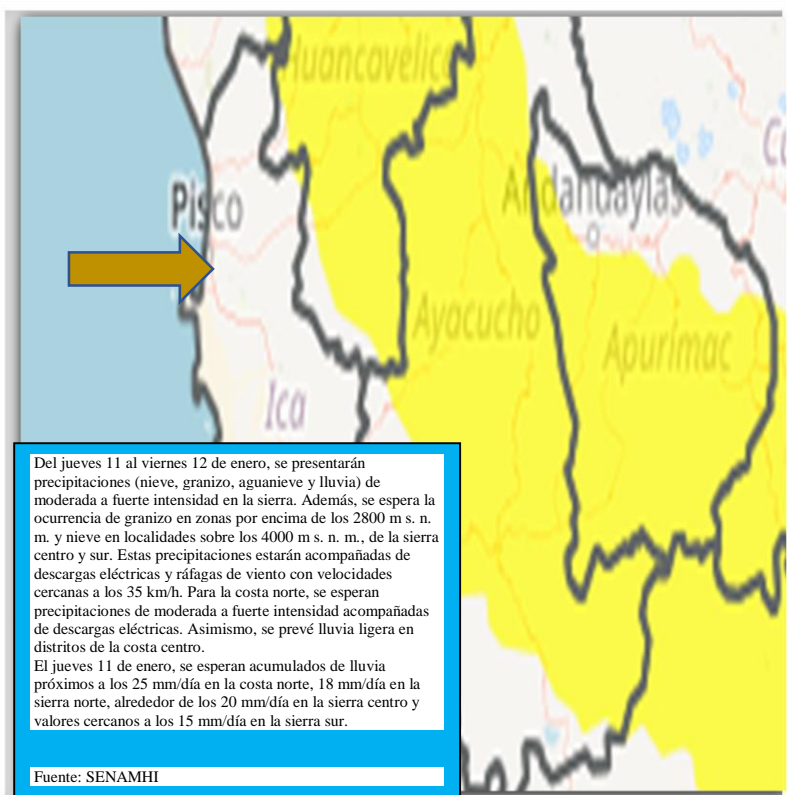 Huancavelica
Pisco
Andahuaylas
Ayacucho
Apurímac
Ica
Del jueves 11 al viernes 12 de enero, se presentarán
precipitaciones (nieve, granizo, aguanieve y lluvia) de
moderada a fuerte intensidad en la sierra. Además, se espera la
ocurrencia de granizo en zonas por encima de los 2800 m s. n.
m. y nieve en localidades sobre los 4000 m s. n. m., de la sierra
centro y sur. Estas precipitaciones estarán acompañadas de
descargas eléctricas y ráfagas de viento con velocidades
cercanas a los 35 km/h. Para la costa norte, se esperan
precipitaciones de moderada a fuerte intensidad acompañadas
de descargas eléctricas. Asimismo, se prevé lluvia ligera en
distritos de la costa centro.
El jueves 11 de enero, se esperan acumulados de lluvia
próximos a los 25 mm/día en la costa norte, 18 mm/día en la
sierra norte, alrededor de los 20 mm/día en la sierra centro y
valores cercanos a los 15 mm/día en la sierra sur.
Fuente: SENAMHI